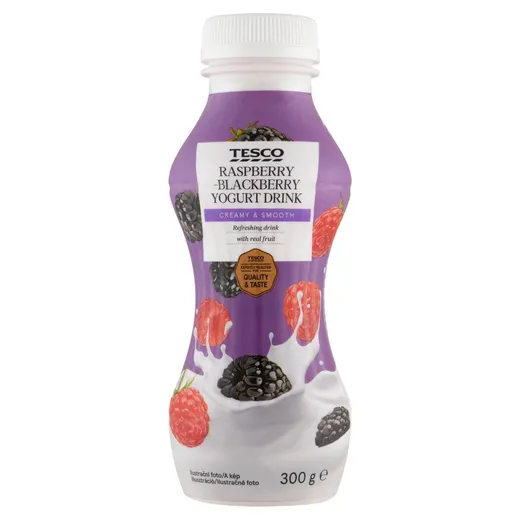 TESCO
RASPBERRY
-BLACKBERRY
YOGURT DRINK
CREAMY & SMOOTH
Refreshing drink
with real fruit
TESCO
QUALITY
& TASTE
Ilustrační foto/A kép
illusztráció/Ilustračné foto
300 g e